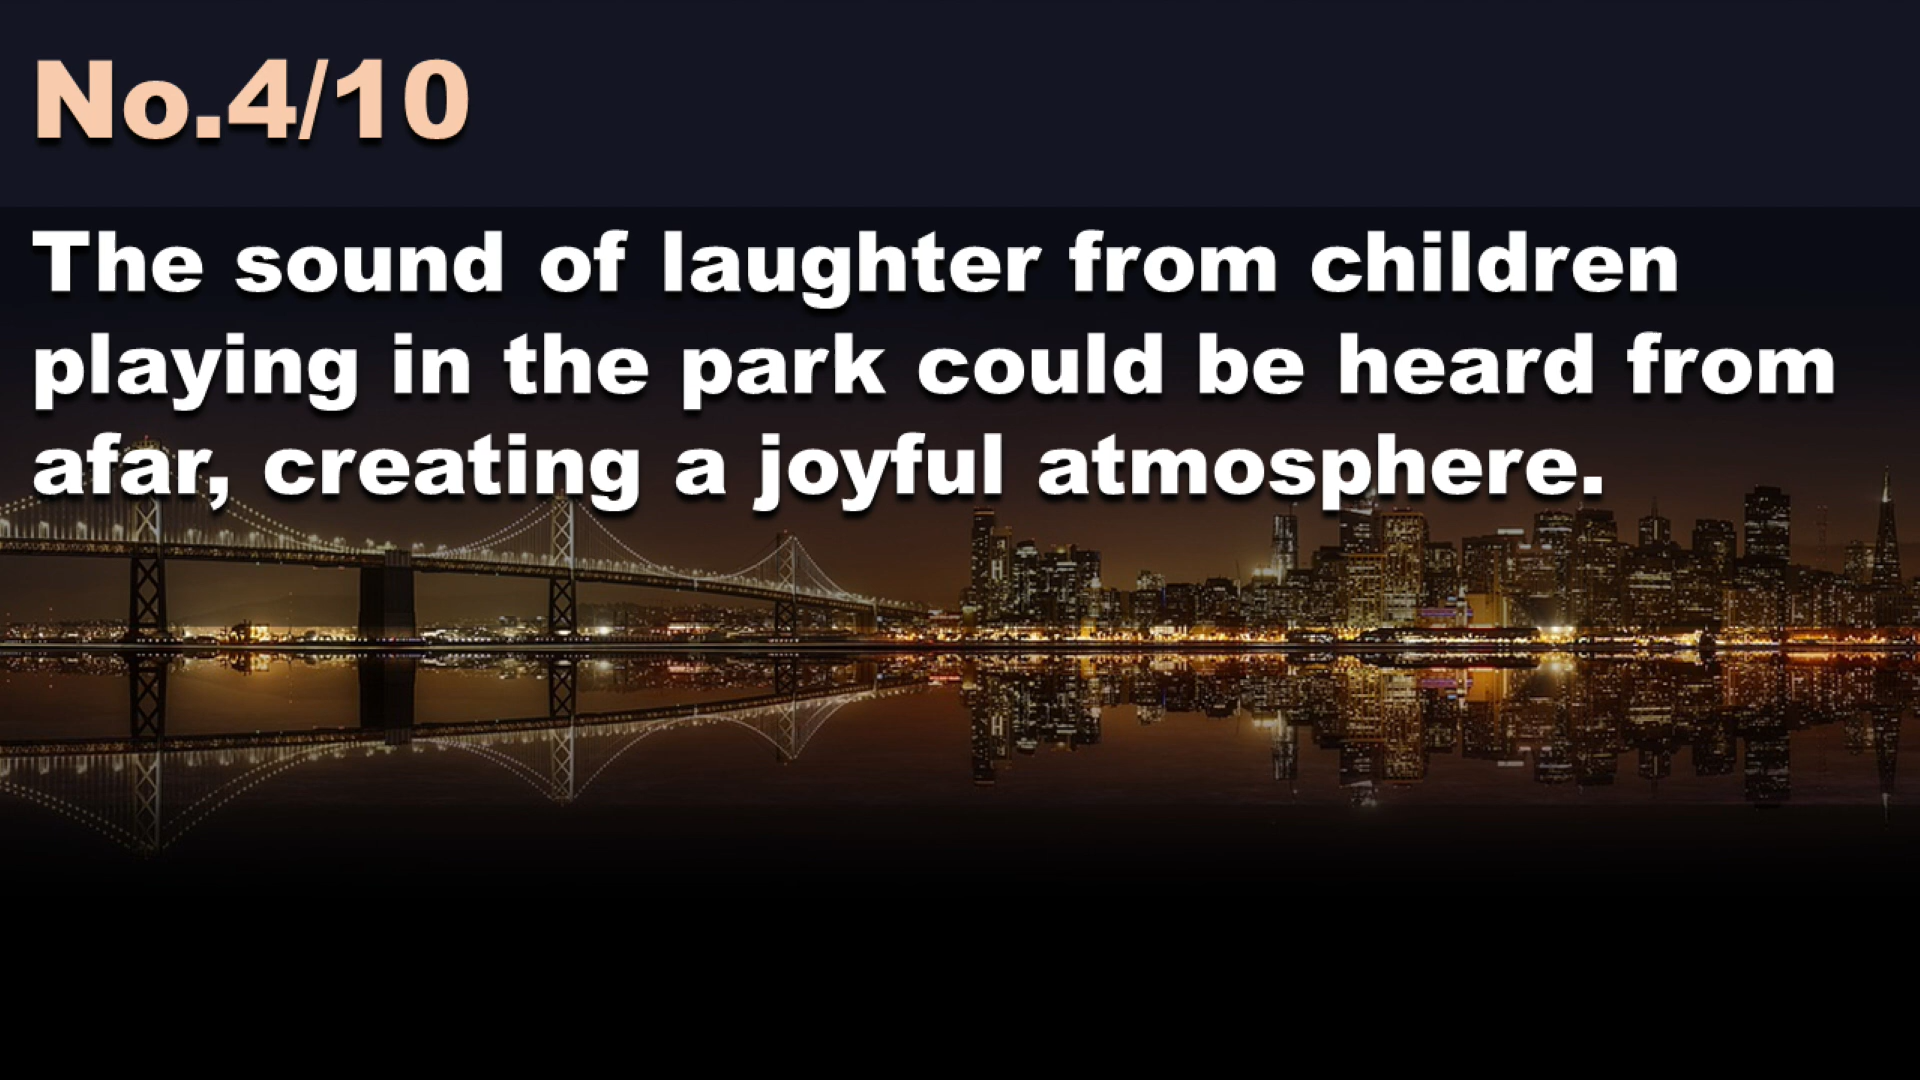 No.4/10
The sound of laughter from children
playing in the park could be heard from
afar, creating a joyful atmosphere.